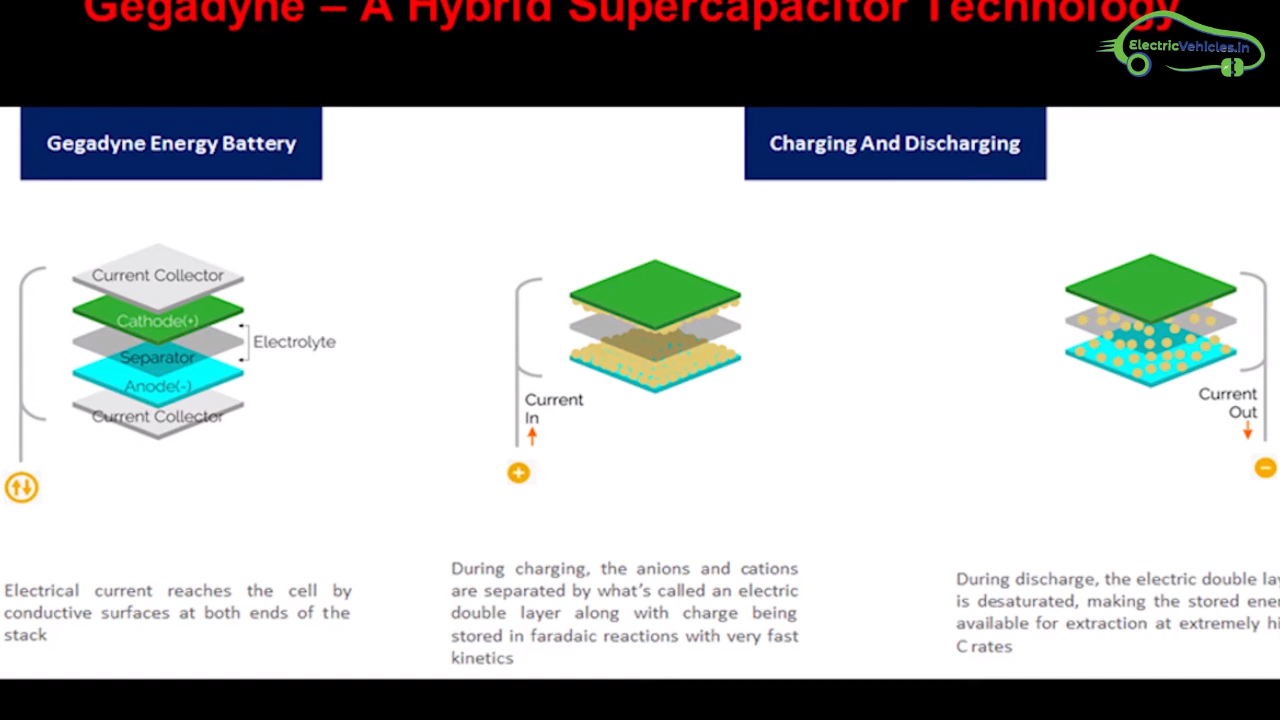 Gegadyne – A Hybrid Supercapacitor Technology
ElectricVehicles.in
Gegadyne Energy Battery
Charging And Discharging
Current Collector
Cathode(+)
Separator
Electrolyte
Anode(-)
Current Collector
Current
In
Current
Out
Electrical current reaches the cell by
conductive surfaces at both ends of the
stack
During charging, the anions and cations
are separated by what's called an electric
double layer along with charge being
stored in faradaic reactions with very fast
kinetics
During discharge, the electric double
is desaturated, making the stored
available for extraction at extremely
C rates